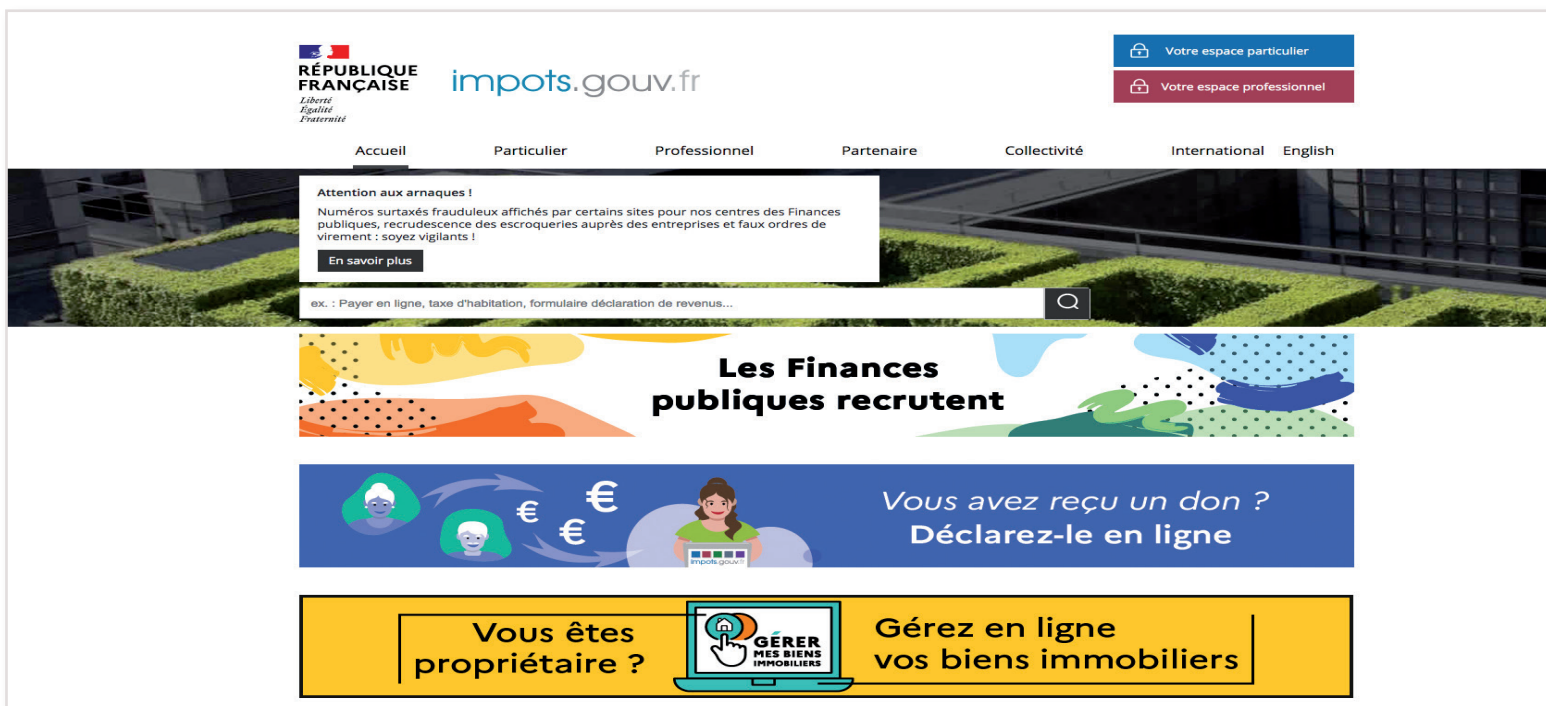 RÉPUBLIQUE
FRANÇAISE
Liberté
Égalité
Fraternité
impots.gouv.fr
Votre espace particulier
Votre espace professionnel
Accueil Particulier Professionnel Partenaire Collectivité International English
Attention aux arnaques !
Numéros surtaxés frauduleux affichés par certains sites pour nos centres des Finances
publiques, recrudescence des escroqueries auprès des entreprises et faux ordres de
virement : soyez vigilants !
En savoir plus
ex. : Payer en ligne, taxe d'habitation, formulaire déclaration de revenus...
Les Finances
publiques recrutent
€ € €
impots.gouv.fr
Vous avez reçu un don ?
Déclarez-le en ligne
Vous êtes
propriétaire ?
GÉRER
MES BIENS
IMMOBILIERS
Gérez en ligne
vos biens immobiliers